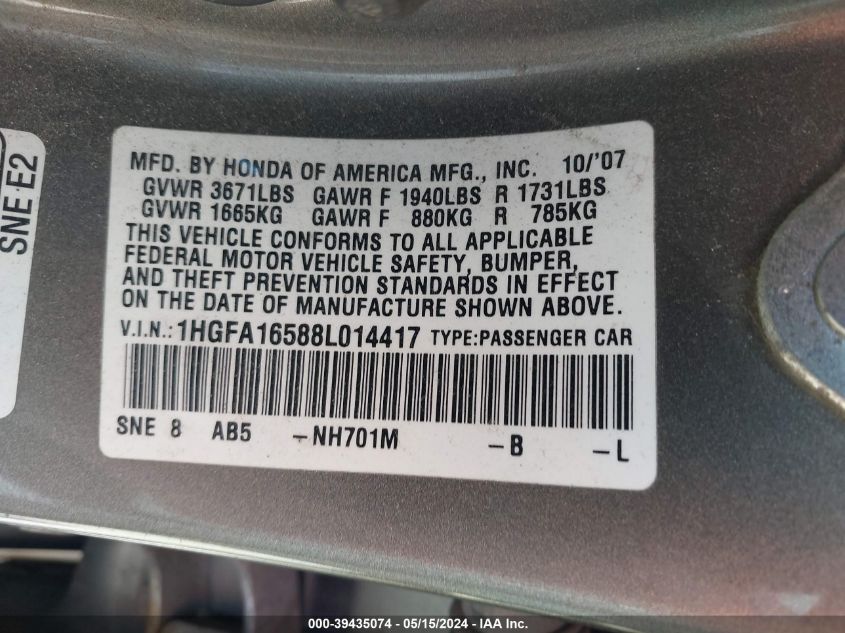 SNE E2
MFD. BY HONDA OF AMERICA MFG., INC. 10/'07
GVWR 3671LBS GAWR F 1940LBS R 1731LBS
GVWR 1665KG GAWR F 880KG R 785KG
THIS VEHICLE CONFORMS TO ALL APPLICABLE
FEDERAL MOTOR VEHICLE SAFETY, BUMPER,
AND THEFT PREVENTION STANDARDS IN EFFECT
ON THE DATE OF MANUFACTURE SHOWN ABOVE.
V.I.N.: 1HGFA16588L014417 TYPE:PASSENGER CAR
SNE 8 AB5 -NH701M -B -L
000-39435074 - 05/15/2024 - IAA Inc.